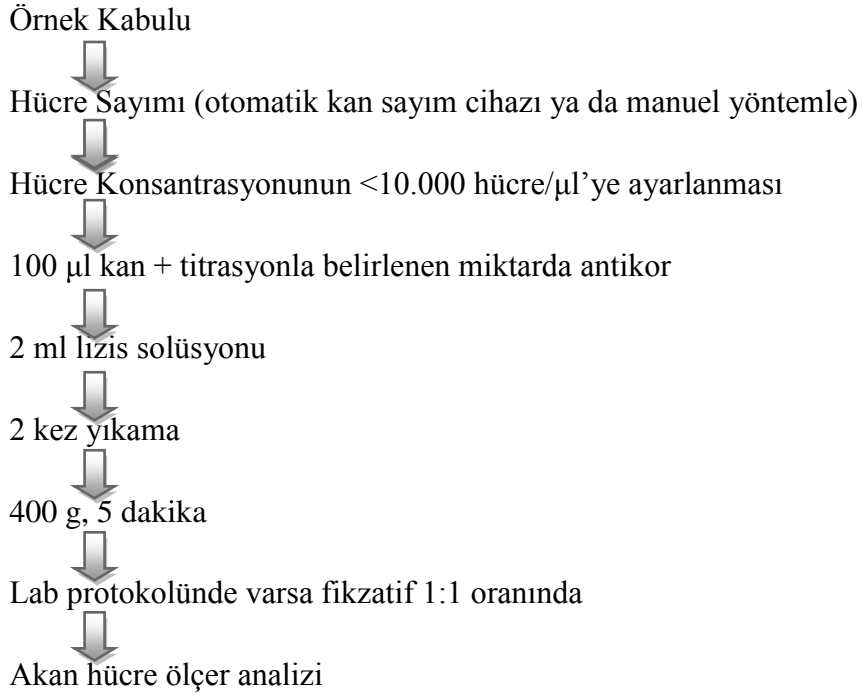 Örnek Kabulu
Hücre Sayımı (otomatik kan sayım cihazı ya da manuel yöntemle)
Hücre Konsantrasyonunun <10.000 hücre/µl’ye ayarlanması
100 µl kan + titrasyonla belirlenen miktarda antikor
2 ml lizis solüsyonu
2 kez yıkama
400 g, 5 dakika
Lab protokolünde varsa fikzatif 1:1 oranında
Akan hücre ölçer analizi